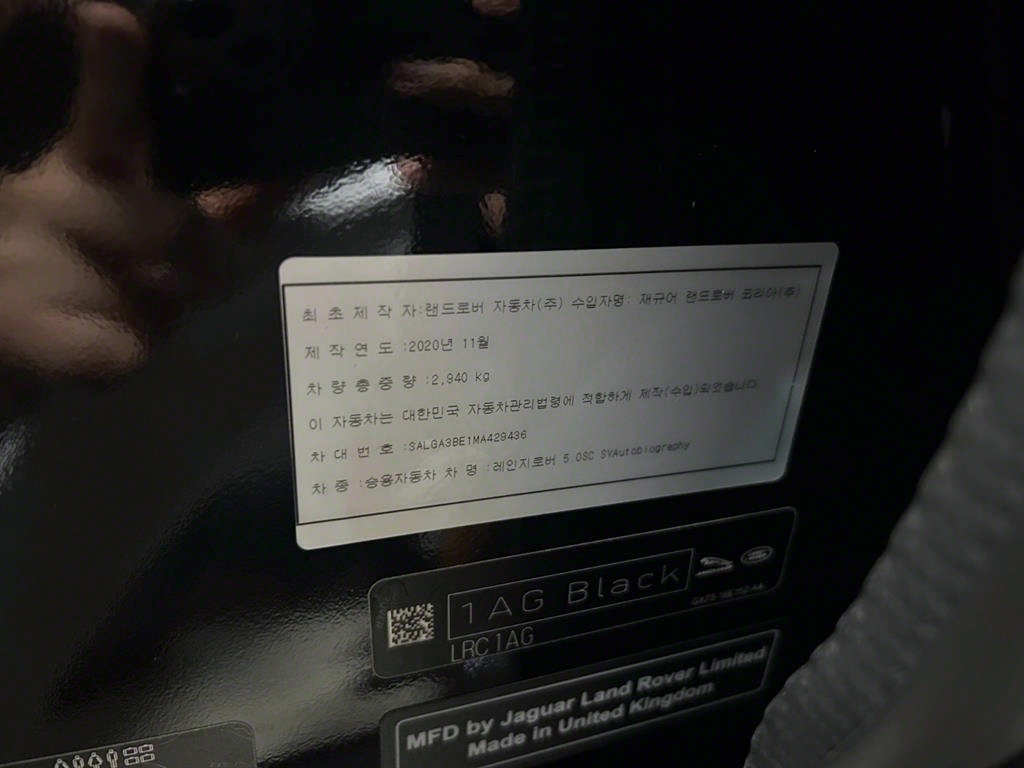 최 초 제 작 자:랜드로버 자동차(주) 수입자명: 재규어 랜드로버 코리아(주)
제 작 연 도 :2020년 11월
차 량 총 중 량 :2,940 kg
이 자동차는 대한민국 자동차관리법령에 적합하게 제작(수입)되었습니다.
차 대 번 호 :SALGA3BE1MA429436
차 종 :승용자동차 차 명 :레인지로버 5.0SC SVAutobiography
1AG Black
LRC1AG
MFD by Jaguar Land Rover Limited
Made in United Kingdom